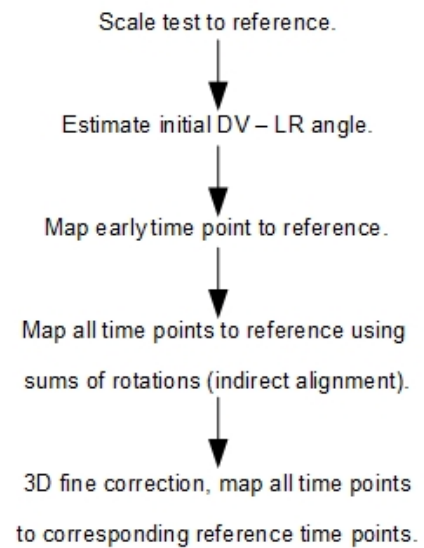 Scale test to reference.
Estimate initial DV – LR angle.
Map early time point to reference.
Map all time points to reference using
sums of rotations (indirect alignment).
3D fine correction, map all time points
to corresponding reference time points.